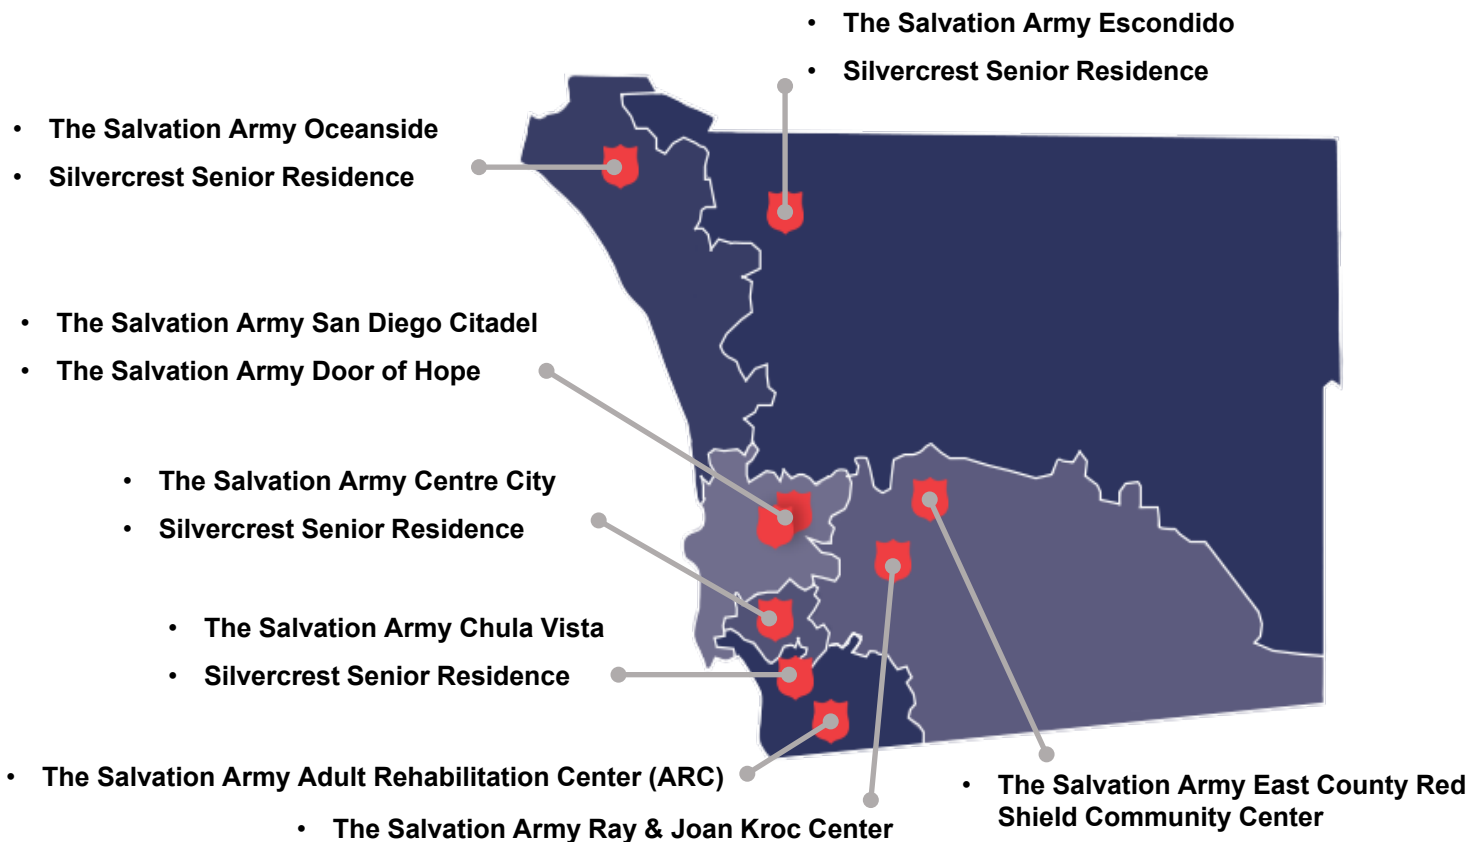 • The Salvation Army Escondido
• Silvercrest Senior Residence
• The Salvation Army Oceanside
• Silvercrest Senior Residence
• The Salvation Army San Diego Citadel
• The Salvation Army Door of Hope
• The Salvation Army Centre City
• Silvercrest Senior Residence
• The Salvation Army Chula Vista
• Silvercrest Senior Residence
• The Salvation Army Adult Rehabilitation Center (ARC)
• The Salvation Army Ray & Joan Kroc Center
• The Salvation Army East County Red
Shield Community Center